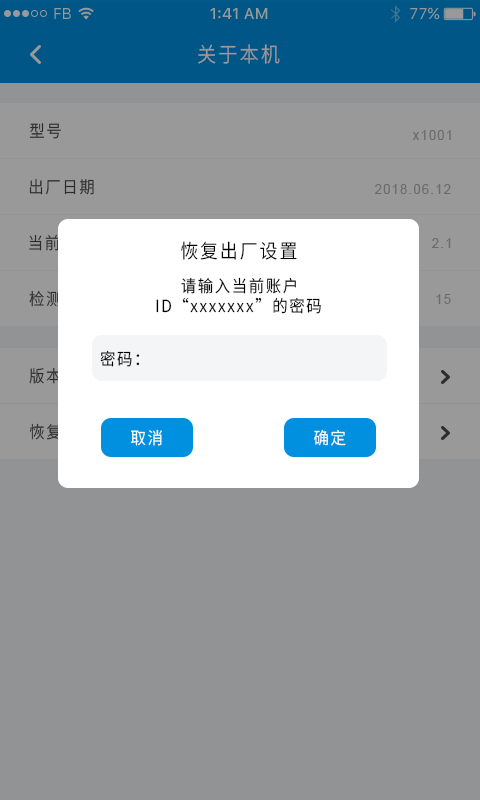 FB 1:41 AM 77%
关于本机
型号 x1001
出厂日期 2018.06.12
当前 2.1
检测 15
版本
恢复
恢复出厂设置
请输入当前账户
ID“xxxxxxx”的密码
密码：
取消 确定